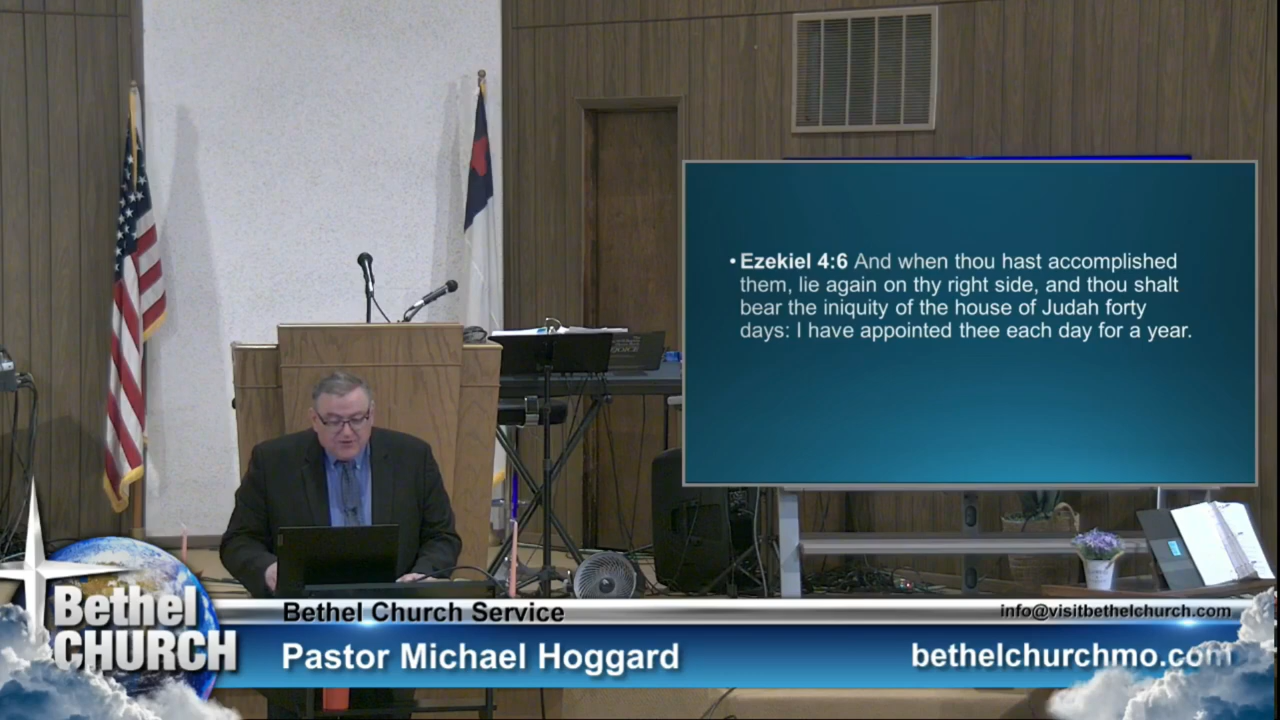 • Ezekiel 4:6 And when thou hast accomplished
them, lie again on thy right side, and thou shalt
bear the iniquity of the house of Judah forty
days: I have appointed thee each day for a year.
Bethel
CHURCH
Bethel Church Service
info@visitbethelchurch.com
Pastor Michael Hoggard
bethelchurchmo.com